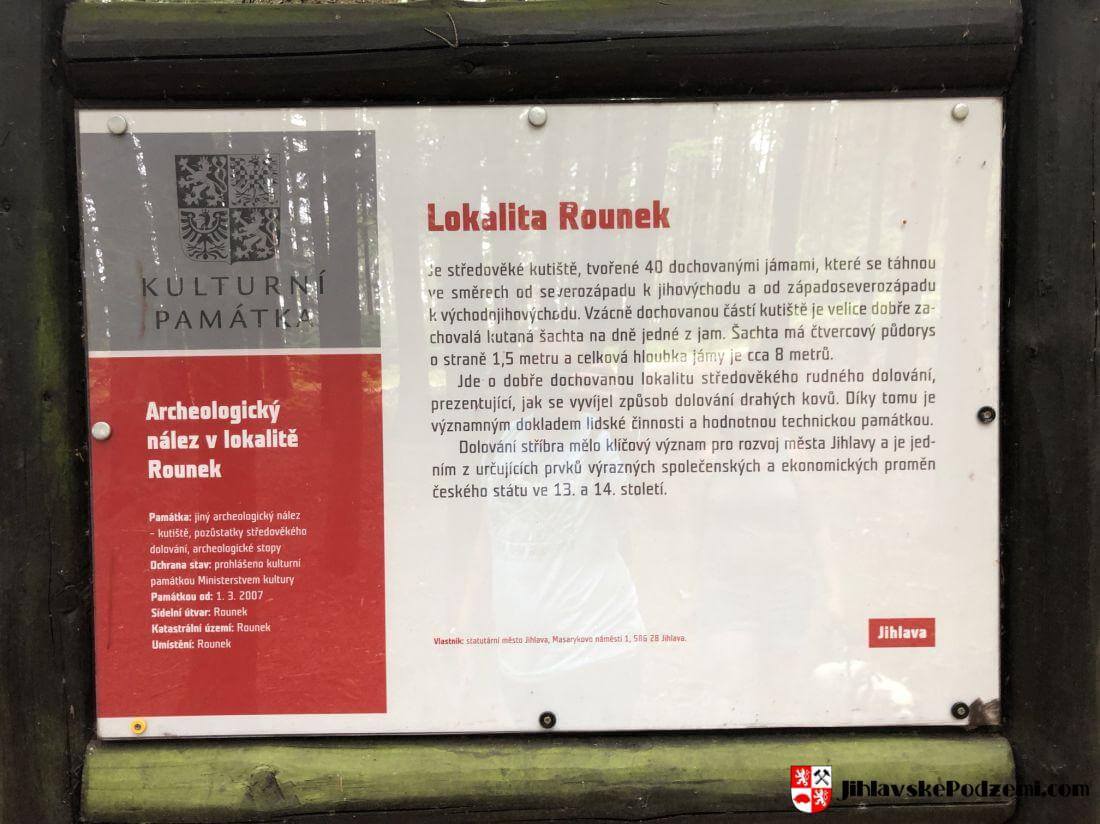 KULTURNÍ
PAMÁTKA
Archeologický
nález v lokalitě
Rounek
Památka: jiný archeologický nález
– kutiště, pozůstatky středověkého
dolování, archeologické stopy
Ochrana stav: prohlášeno kulturní
památkou Ministerstvem kultury
Památkou od: 1. 3. 2007
Sídelní útvar: Rounek
Katastrální území: Rounek
Umístění: Rounek
Lokalita Rounek
Je středověké kutiště, tvořené 40 dochovanými jámami, které se táhnou
ve směrech od severozápadu k jihovýchodu a od západoseverozápadu
k východojihovýchodu. Vzácně dochovanou částí kutiště je velice dobře za-
chovalá kutaná šachta na dně jedné z jam. Šachta má čtvercový půdorys
o straně 1,5 metru a celková hloubka jámy je cca 8 metrů.
Jde o dobře dochovanou lokalitu středověkého rudného dolování,
prezentující, jak se vyvíjel způsob dolování drahých kovů. Díky tomu je
významným dokladem lidské činnosti a hodnotnou technickou památkou.
Dolování stříbra mělo klíčový význam pro rozvoj města Jihlavy a je jed-
ním z určujících prvků výrazných společenských a ekonomických proměn
českého státu ve 13. a 14. století.
Vlastník: statutární město Jihlava, Masarykovo náměstí 1, 586 28 Jihlava.
Jihlava
JihlavskePodzemi.com